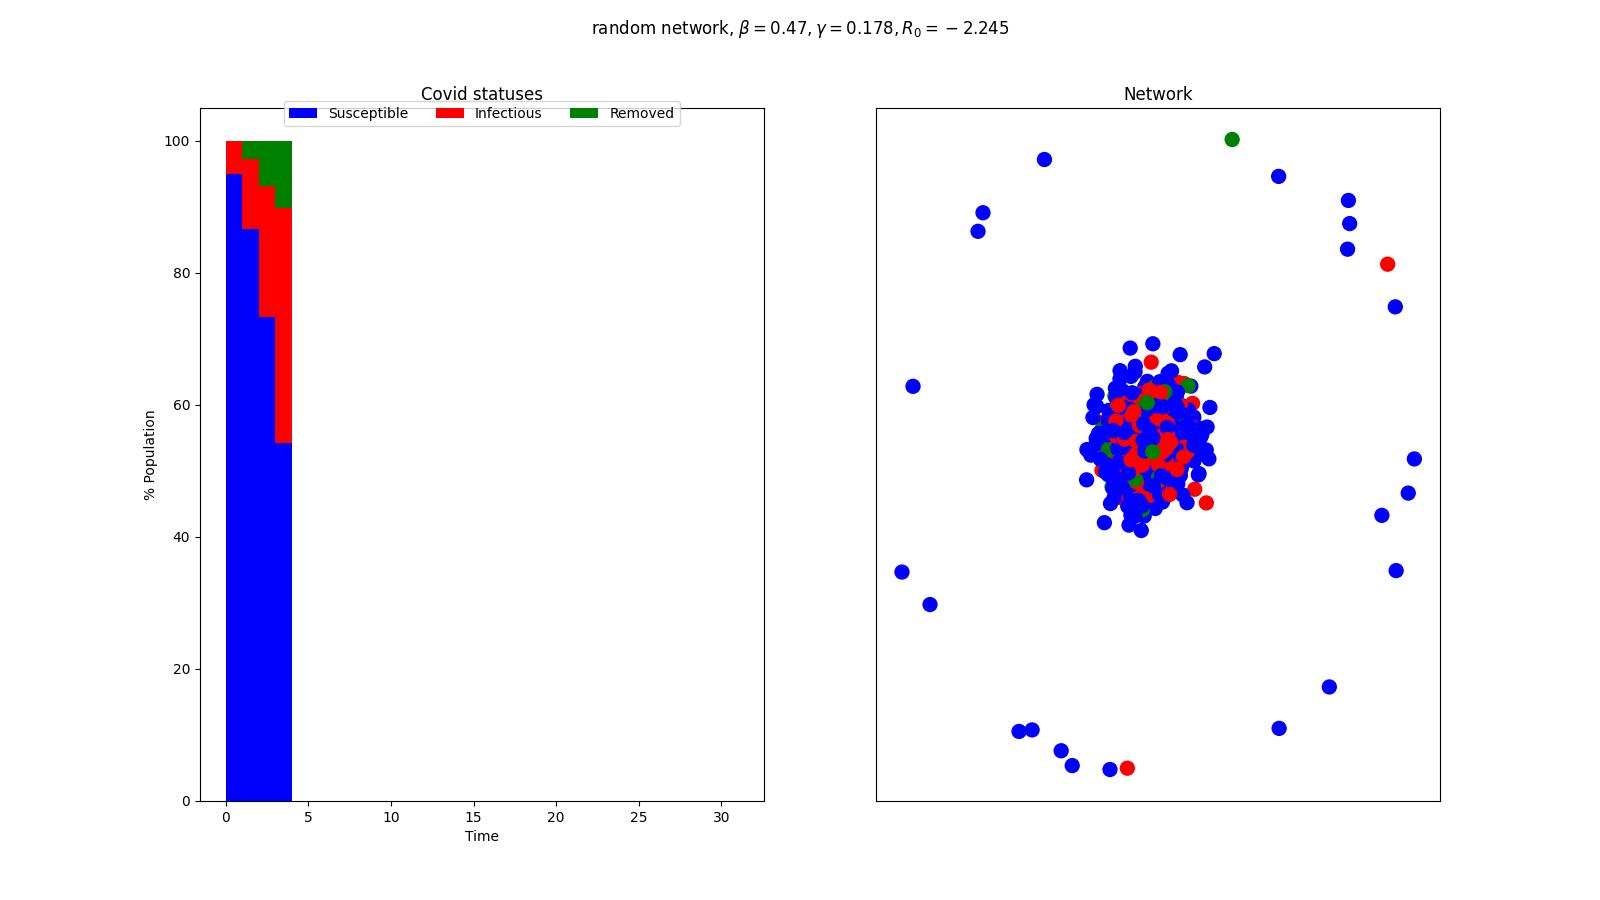 random network, β = 0.47, γ = 0.178, R₀ = − 2.245
Covid statuses
Susceptible Infectious Removed
100
80
60
40
20
0
% Population
0 5 10 15 20 25 30
Time
Network